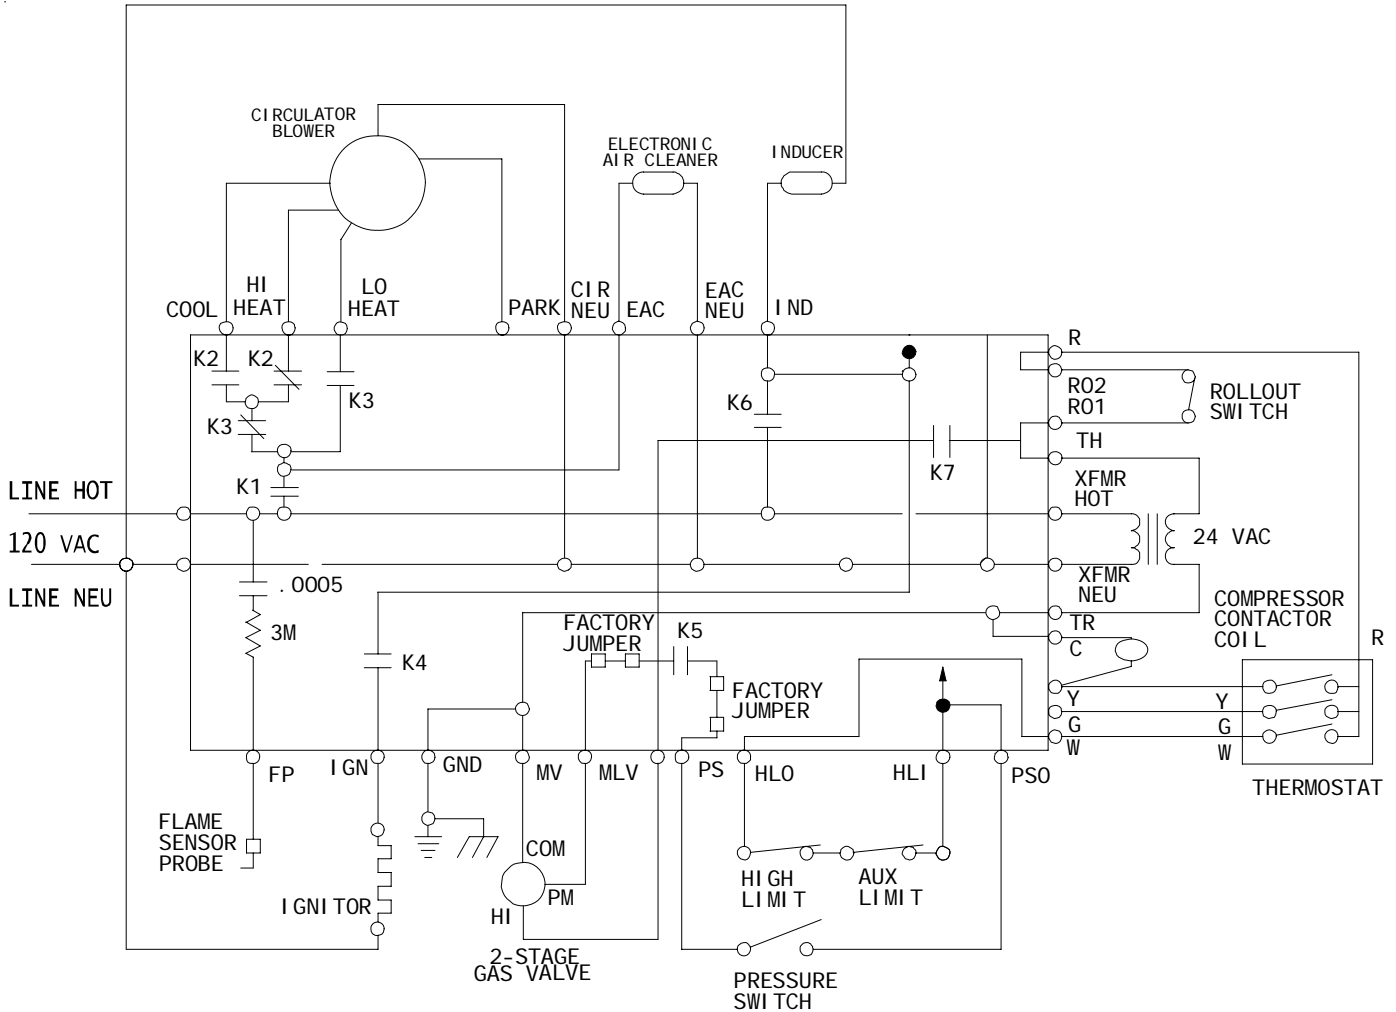 CIRCULATOR
BLOWER
ELECTRONIC
AIR CLEANER
INDUCER
COOL
HI
HEAT
LO
HEAT
PARK
CIR
NEU
EAC
EAC
NEU
IND
K2
K2
K3
K3
K1
K6
K7
R
RO2
RO1
ROLLOUT
SWITCH
TH
XFMR
HOT
24 VAC
XFMR
NEU
LINE HOT
120 VAC
LINE NEU
.0005
3M
K4
FACTORY
JUMPER
K5
FACTORY
JUMPER
TR
C
COMPRESSOR
CONTACTOR
COIL
R
Y
G
W
Y
G
W
THERMOSTAT
FP
IGN
GND
MV
MLV
PS
HLO
HLI
PSO
FLAME
SENSOR
PROBE
IGNITOR
COM
PM
HI
2-STAGE
GAS VALVE
HIGH
LIMIT
AUX
LIMIT
PRESSURE
SWITCH